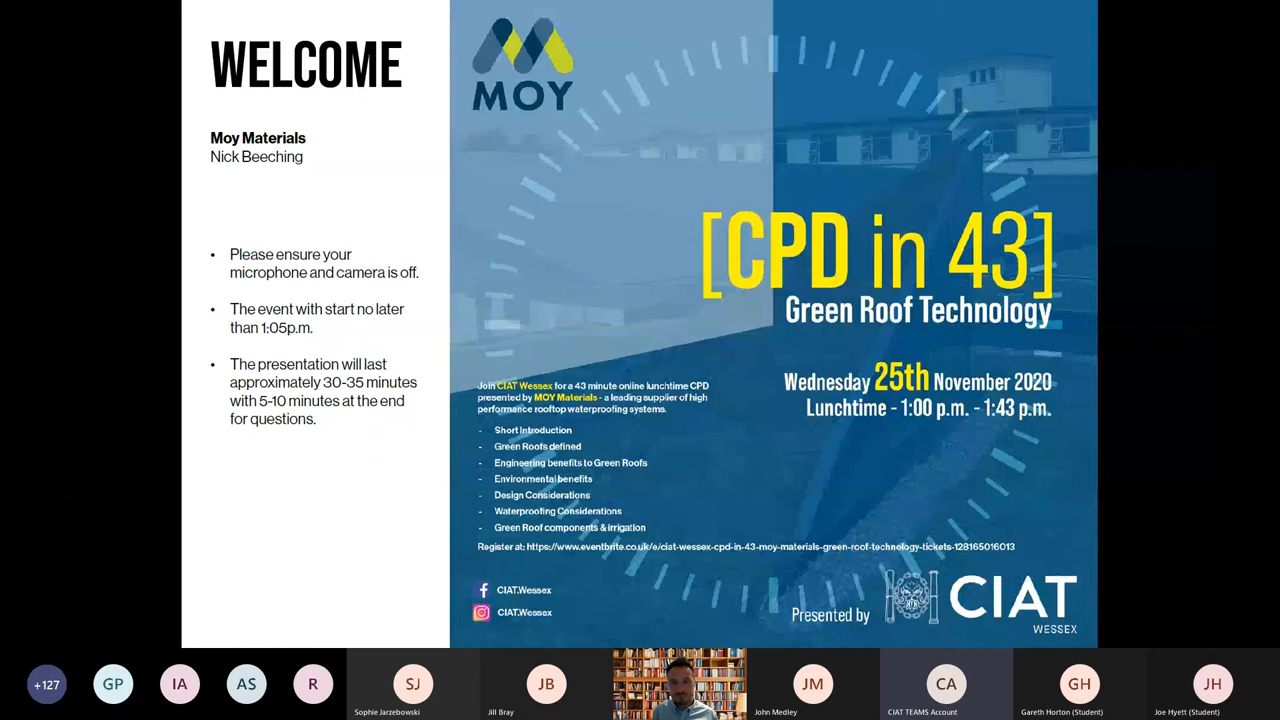 WELCOME
Moy Materials
Nick Beeching
• Please ensure your
microphone and camera is off.
• The event with start no later
than 1:05p.m.
• The presentation will last
approximately 30-35 minutes
with 5-10 minutes at the end
for questions.
MOY
[CPD in 43]
Green Roof Technology
Wednesday 25th November 2020
Lunchtime - 1:00 p.m. - 1:43 p.m.
Join CIAT Wessex for a 43 minute online lunchtime CPD
presented by MOY Materials - a leading supplier of high
performance rooftop waterproofing systems.
- Short Introduction
- Green Roofs defined
- Engineering benefits to Green Roofs
- Environmental benefits
- Design Considerations
- Waterproofing Considerations
- Green Roof components & irrigation
Register at: https://www.eventbrite.co.uk/e/ciat-wessex-cpd-in-43-moy-materials-green-roof-technology-tickets-128165016013
CIAT.Wessex
CIAT.Wessex
Presented by
CIAT
WESSEX
+127
GP
IA
AS
R
SJ
Sophie Jarzebowski
JB
Jill Bray
JM
John Medley
CA
CIAT TEAMS Account
GH
Gareth Horton (Student)
JH
Joe Hyett (Student)